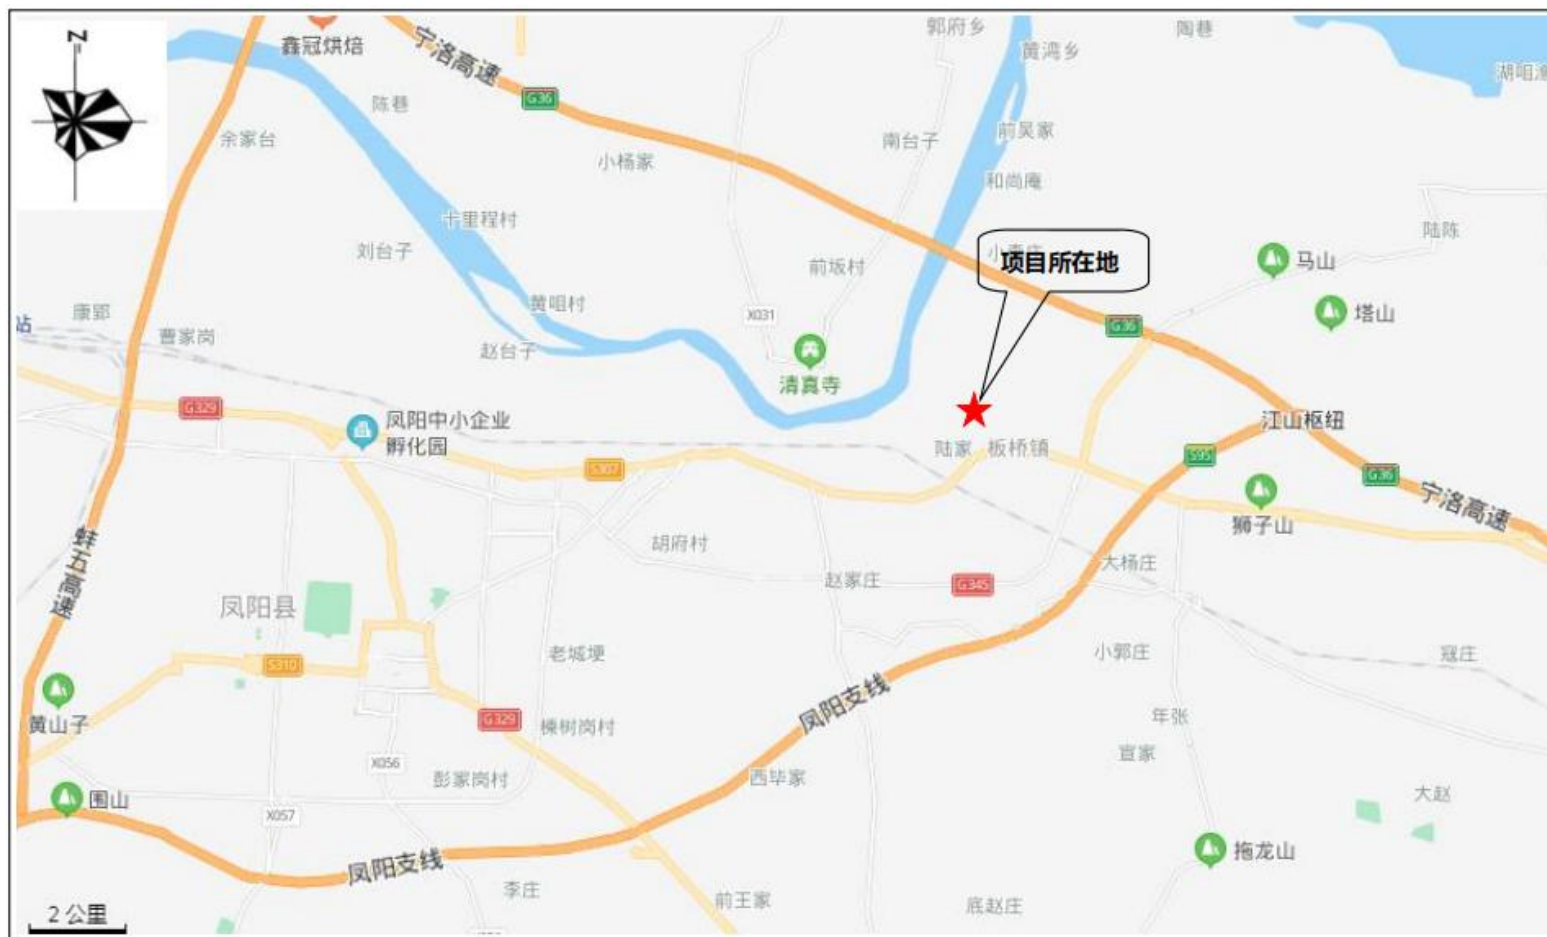 N
鑫冠烘焙
宁洛高速
G36
郭府乡
黄湾乡
陶巷
陈巷
余家台
小杨家
南台子
前吴家
和尚庵
十里程村
刘台子
前坂村
项目所在地
马山
陆陈
塔山
康郢
站
曹家岗
黄咀村
赵台子
X031
G36
清真寺
G329
凤阳中小企业
孵化园
陆家
板桥镇
江山枢纽
S95
G36
宁洛高速
S307
狮子山
蚌五高速
胡府村
赵家庄
G345
大杨庄
凤阳县
老城埂
小郭庄
寇庄
S310
黄山子
G329
凤阳支线
年张
宣家
X056
彭家岗村
西毕家
围山
X057
大赵
凤阳支线
拖龙山
李庄
前王家
底赵庄
2 公里